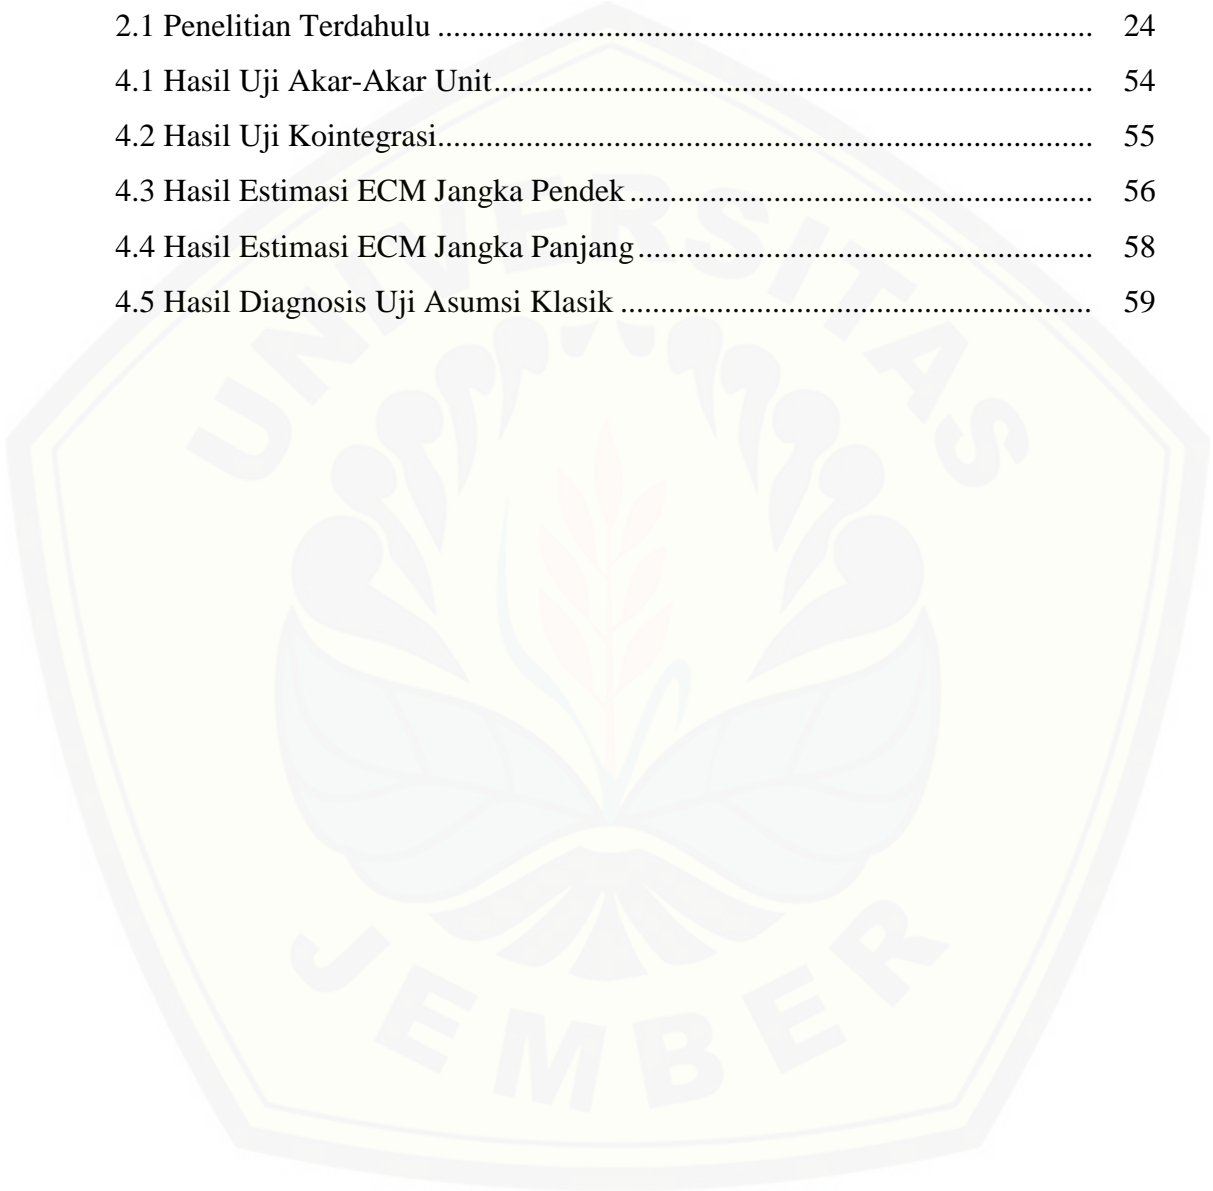 2.1 Penelitian Terdahulu .................................................................................. 24
4.1 Hasil Uji Akar-Akar Unit........................................................................... 54
4.2 Hasil Uji Kointegrasi.................................................................................. 55
4.3 Hasil Estimasi ECM Jangka Pendek .......................................................... 56
4.4 Hasil Estimasi ECM Jangka Panjang ......................................................... 58
4.5 Hasil Diagnosis Uji Asumsi Klasik ........................................................... 59
UNIVERSITAS
JEMBER